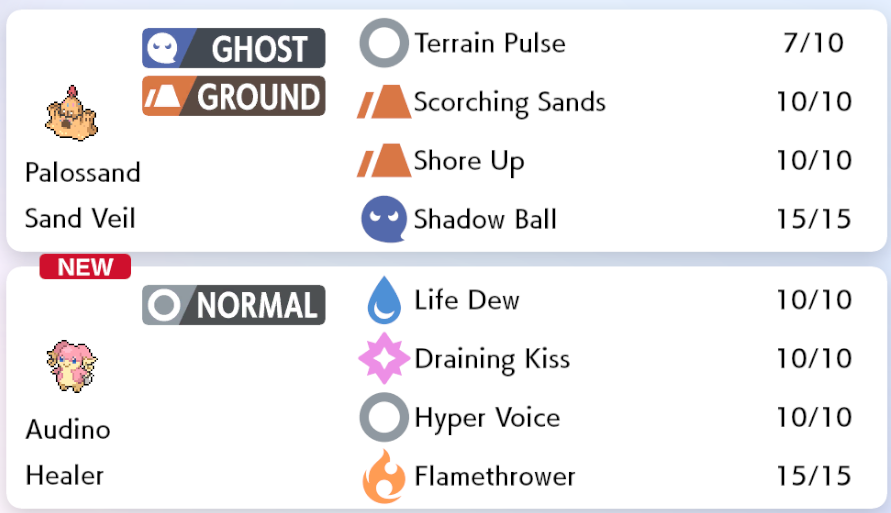 GHOST
GROUND
Palossand
Sand Veil
Terrain Pulse 7/10
Scorching Sands 10/10
Shore Up 10/10
Shadow Ball 15/15
NEW
NORMAL
Audino
Healer
Life Dew 10/10
Draining Kiss 10/10
Hyper Voice 10/10
Flamethrower 15/15